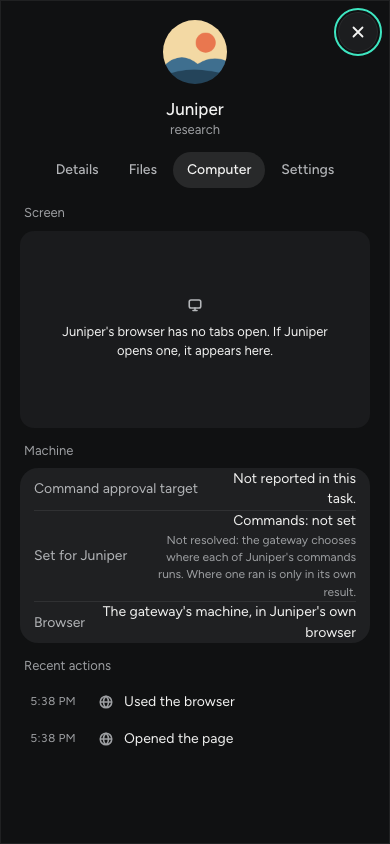 Juniper
research
Details Files Computer Settings
Screen
Juniper's browser has no tabs open. If Juniper
opens one, it appears here.
Machine
Command approval target
Not reported in this
task.
Set for Juniper
Commands: not set
Not resolved: the gateway chooses
where each of Juniper's commands
runs. Where one ran is only in its own
result.
Browser
The gateway's machine, in Juniper's own
browser
Recent actions
5:38 PM Used the browser
5:38 PM Opened the page